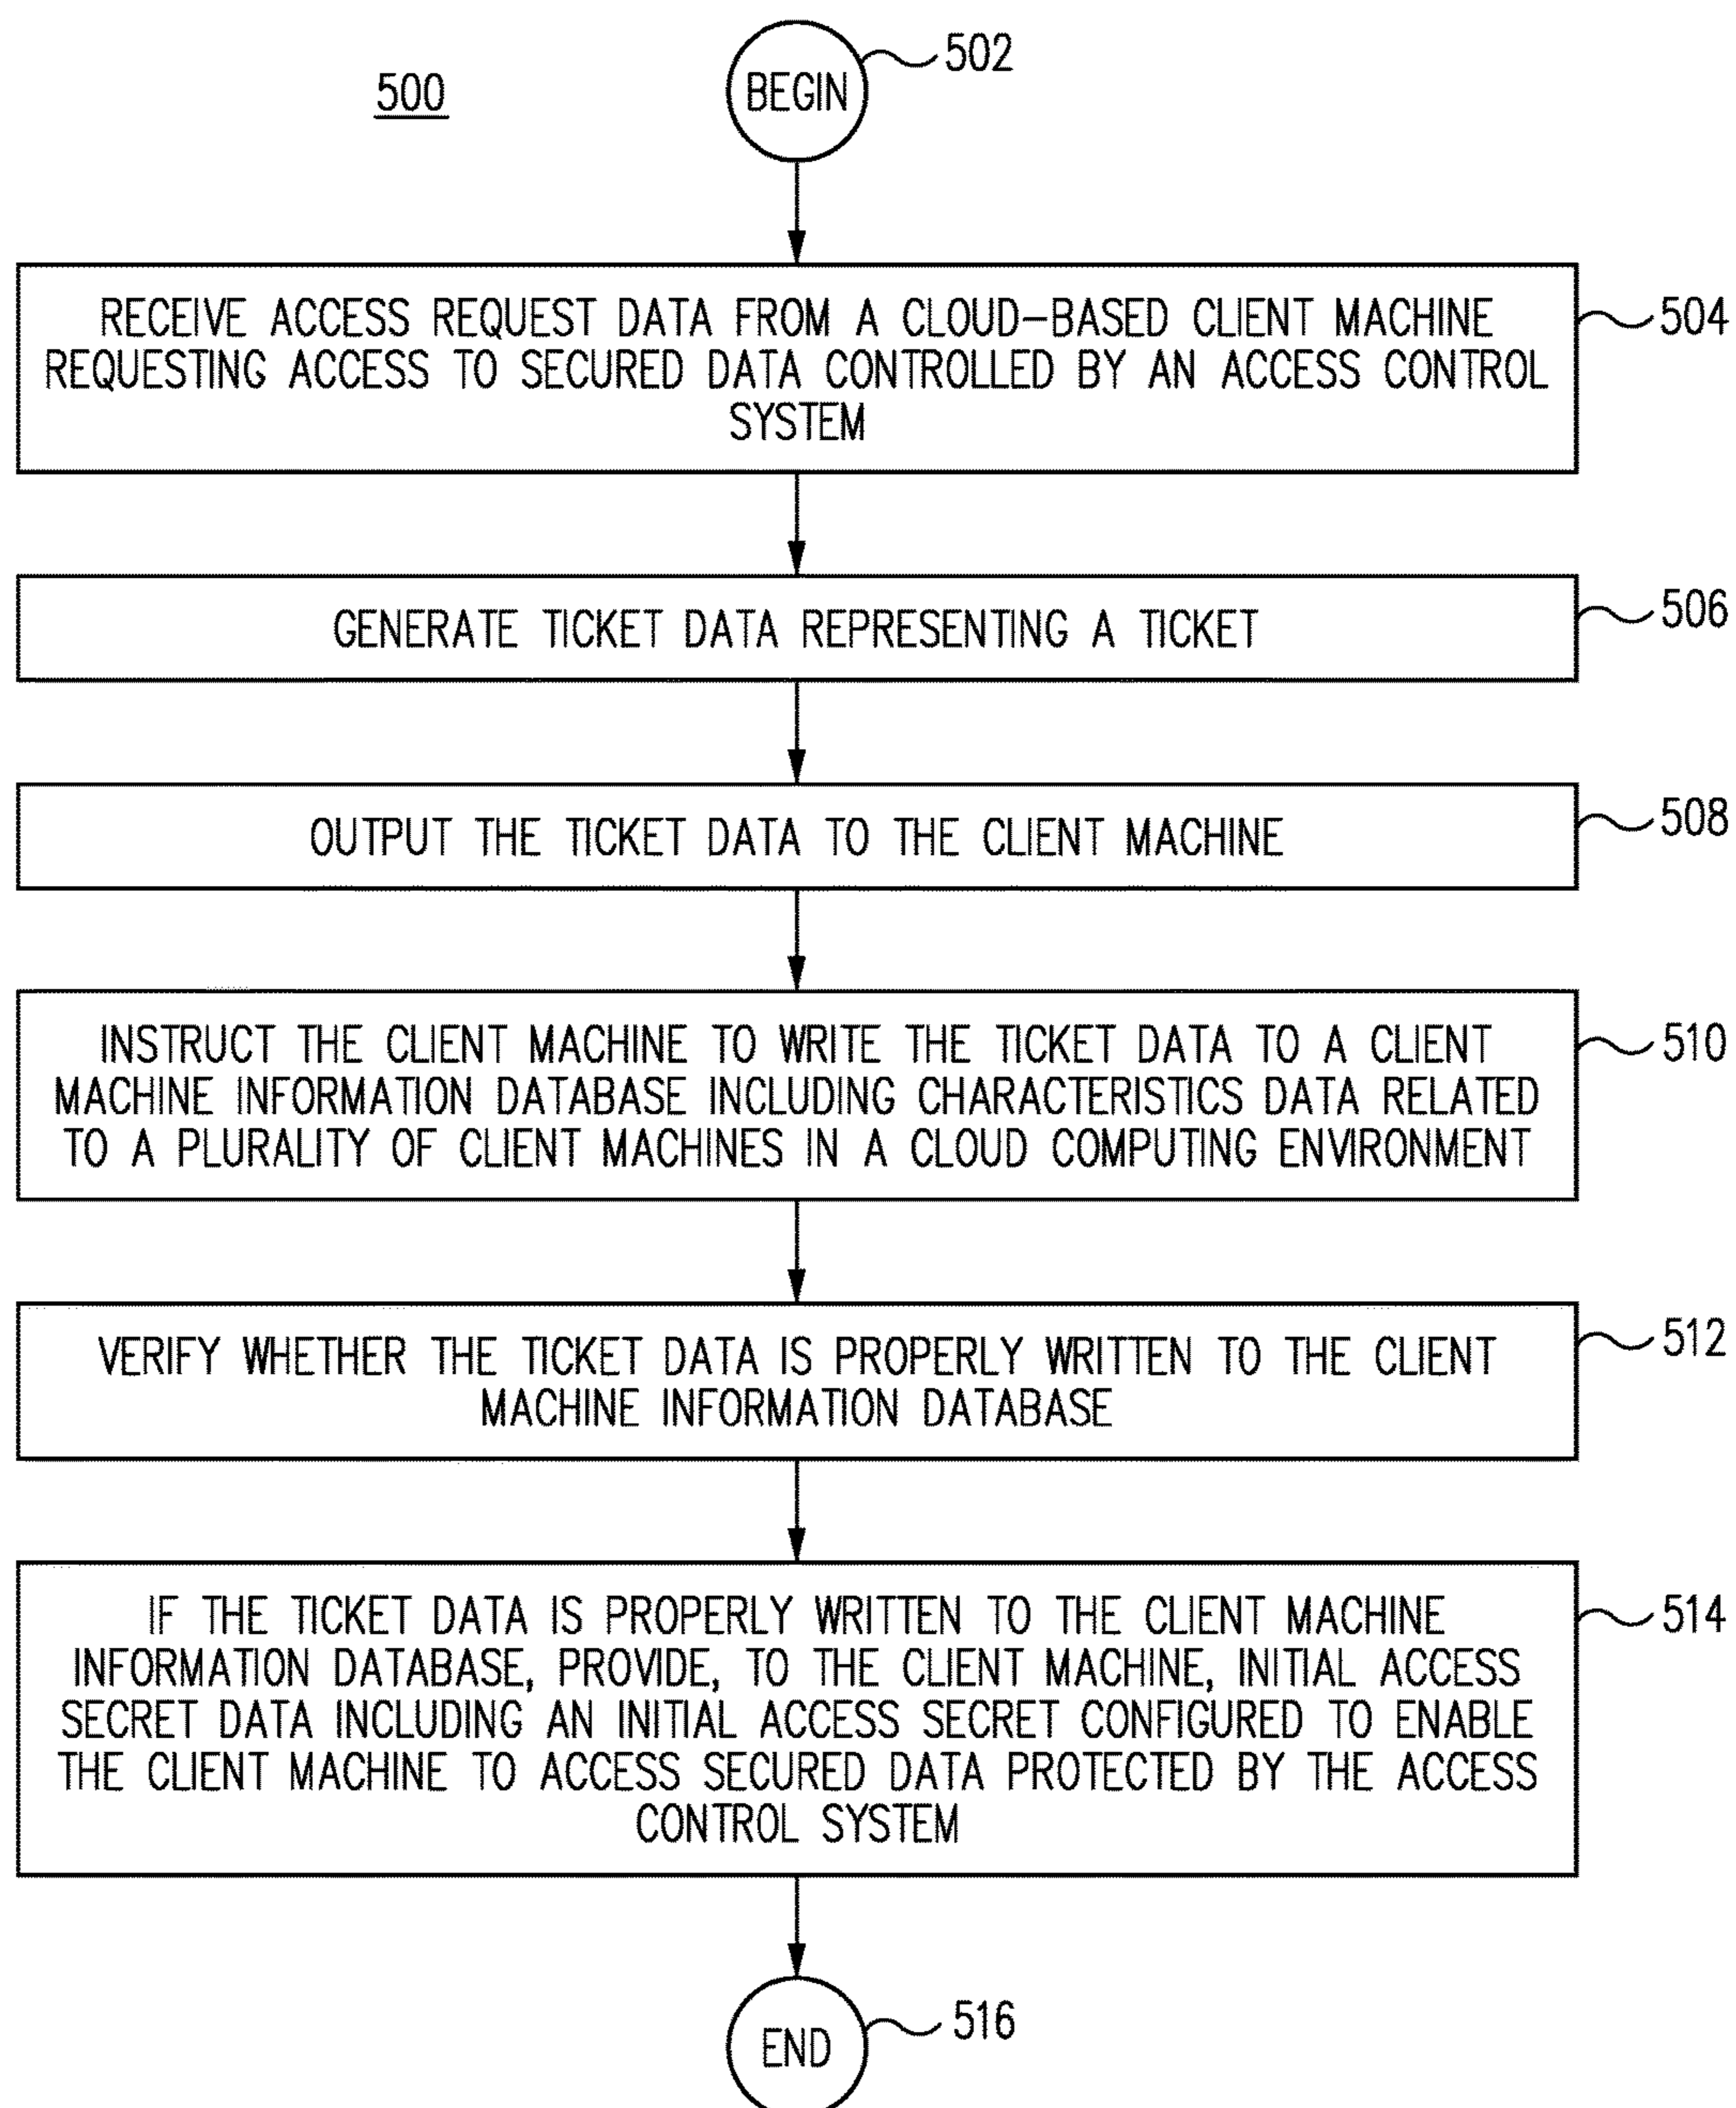 500
BEGIN
502
RECEIVE ACCESS REQUEST DATA FROM A CLOUD-BASED CLIENT MACHINE
REQUESTING ACCESS TO SECURED DATA CONTROLLED BY AN ACCESS CONTROL
SYSTEM
504
GENERATE TICKET DATA REPRESENTING A TICKET
506
OUTPUT THE TICKET DATA TO THE CLIENT MACHINE
508
INSTRUCT THE CLIENT MACHINE TO WRITE THE TICKET DATA TO A CLIENT
MACHINE INFORMATION DATABASE INCLUDING CHARACTERISTICS DATA RELATED
TO A PLURALITY OF CLIENT MACHINES IN A CLOUD COMPUTING ENVIRONMENT
510
VERIFY WHETHER THE TICKET DATA IS PROPERLY WRITTEN TO THE CLIENT
MACHINE INFORMATION DATABASE
512
IF THE TICKET DATA IS PROPERLY WRITTEN TO THE CLIENT MACHINE
INFORMATION DATABASE, PROVIDE, TO THE CLIENT MACHINE, INITIAL ACCESS
SECRET DATA INCLUDING AN INITIAL ACCESS SECRET CONFIGURED TO ENABLE
THE CLIENT MACHINE TO ACCESS SECURED DATA PROTECTED BY THE ACCESS
CONTROL SYSTEM
514
END
516